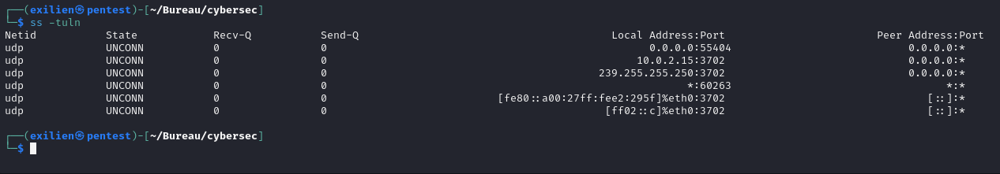 ┌──(exilien㉿pentest)-[~/Bureau/cybersec]
└─$ ss -tuln
Netid State Recv-Q Send-Q Local Address:Port Peer Address:Port
udp UNCONN 0 0 0.0.0.0:55404 0.0.0.0:*
udp UNCONN 0 0 10.0.2.15:3702 0.0.0.0:*
udp UNCONN 0 0 239.255.255.250:3702 0.0.0.0:*
udp UNCONN 0 0 *:60263 *:*
udp UNCONN 0 0 [fe80::a00:27ff:fee2:295f]%eth0:3702 [::]:*
udp UNCONN 0 0 [ff02::c]%eth0:3702 [::]:*
┌──(exilien㉿pentest)-[~/Bureau/cybersec]
└─$